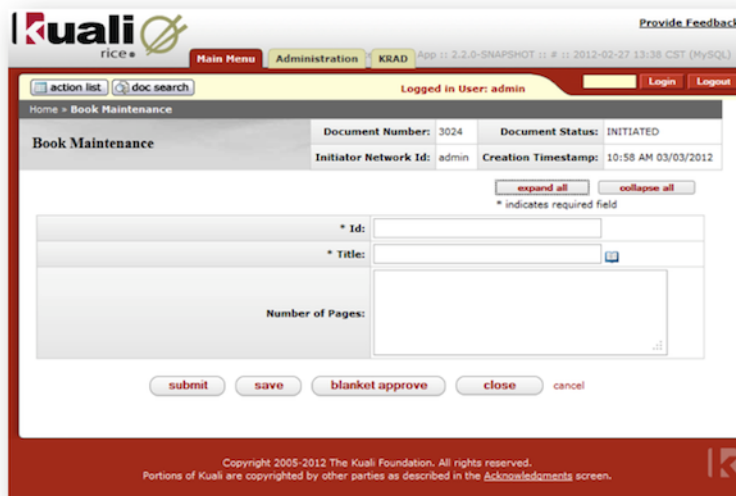 Kuali
rice
Provide Feedback
Main Menu Administration KRAD App :: 2.2.0-SNAPSHOT :: # :: 2012-02-27 13:38 CST (MySQL)
action list doc search Logged in User: admin Login Logout
Home » Book Maintenance
Book Maintenance
Document Number: 3024 Document Status: INITIATED
Initiator Network Id: admin Creation Timestamp: 10:58 AM 03/03/2012
expand all collapse all
* indicates required field
* Id:
* Title:
Number of Pages:
submit save blanket approve close cancel
Copyright 2005-2012 The Kuali Foundation. All rights reserved.
Portions of Kuali are copyrighted by other parties as described in the Acknowledgments screen.